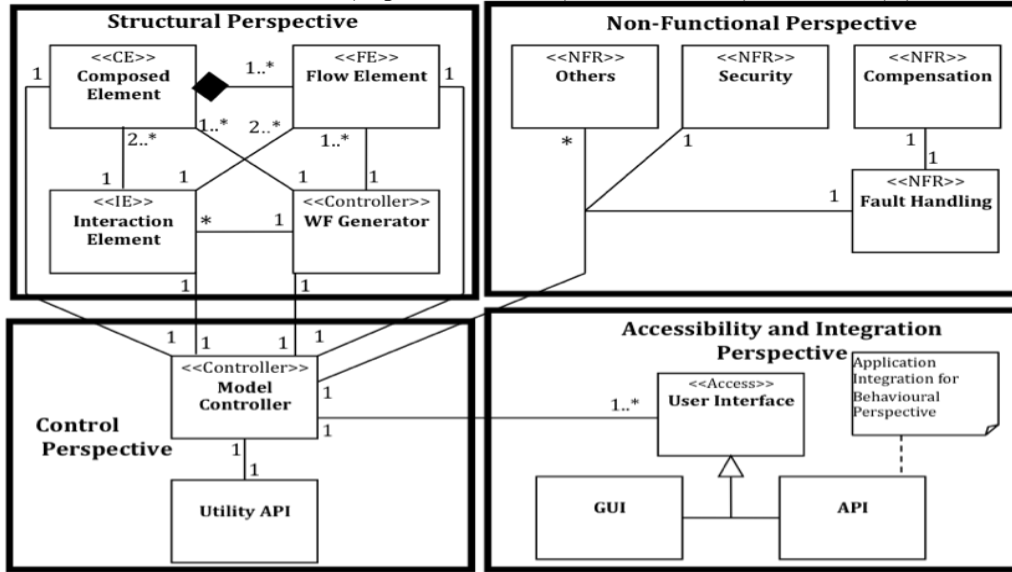 Structural Perspective
<<CE>>
Composed
Element
<<FE>>
Flow Element
1
1..*
1
1..*
2..*
2..*
1..*
1
1
1
1
<<IE>>
Interaction
Element
*
1
<<Controller>>
WF Generator
1
1
Non-Functional Perspective
<<NFR>>
Others
<<NFR>>
Security
<<NFR>>
Compensation
*
1
1
1
1
<<NFR>>
Fault Handling
Control
Perspective
1
1
1
1
<<Controller>>
Model
Controller
1
1
1
1
Utility API
Accessibility and Integration
Perspective
Application
Integration for
Behavioural
Perspective
<<Access>>
User Interface
1..*
GUI
API